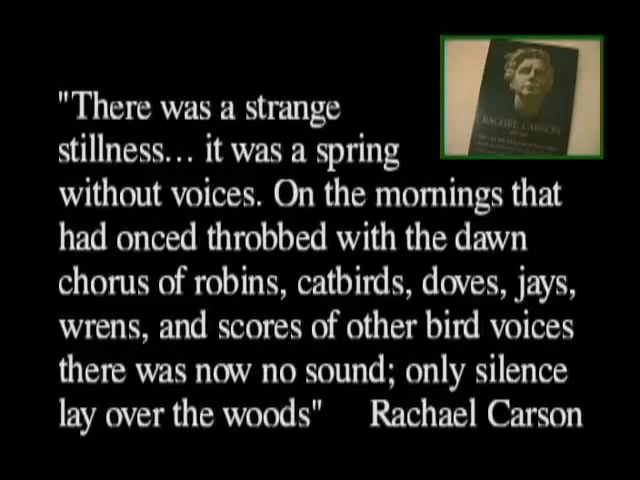 "There was a strange
stillness... it was a spring
without voices. On the mornings that
had onced throbbed with the dawn
chorus of robins, catbirds, doves, jays,
wrens, and scores of other bird voices
there was now no sound; only silence
lay over the woods" Rachael Carson
RACHEL CARSON